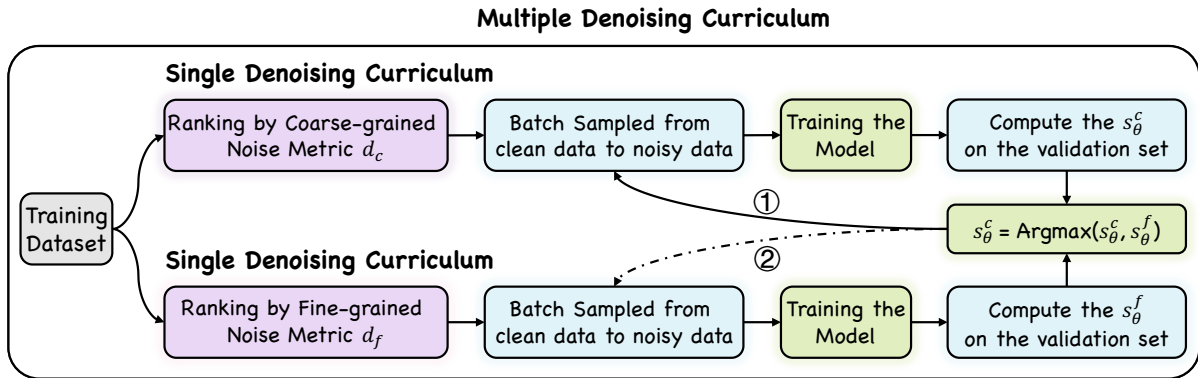 Multiple Denoising Curriculum
Single Denoising Curriculum
Ranking by Coarse-grained
Noise Metric d_c
Batch Sampled from
clean data to noisy data
Training the
Model
Compute the s_θ^c
on the validation set
①
Training
Dataset
s_θ^c = Argmax(s_θ^c, s_θ^f)
②
Single Denoising Curriculum
Ranking by Fine-grained
Noise Metric d_f
Batch Sampled from
clean data to noisy data
Training the
Model
Compute the s_θ^f
on the validation set